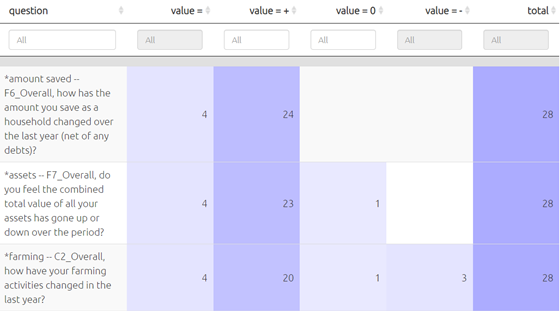 question value = value = + value = 0 value = - total
All All All All All All
*amount saved --
F6_Overall, how has the
amount you save as a
household changed over
the last year (net of any
debts)?
4 24 28
*assets -- F7_Overall, do
you feel the combined
total value of all your
assets has gone up or
down over the period?
4 23 1 28
*farming -- C2_Overall,
how have your farming
activities changed in the
last year?
4 20 1 3 28